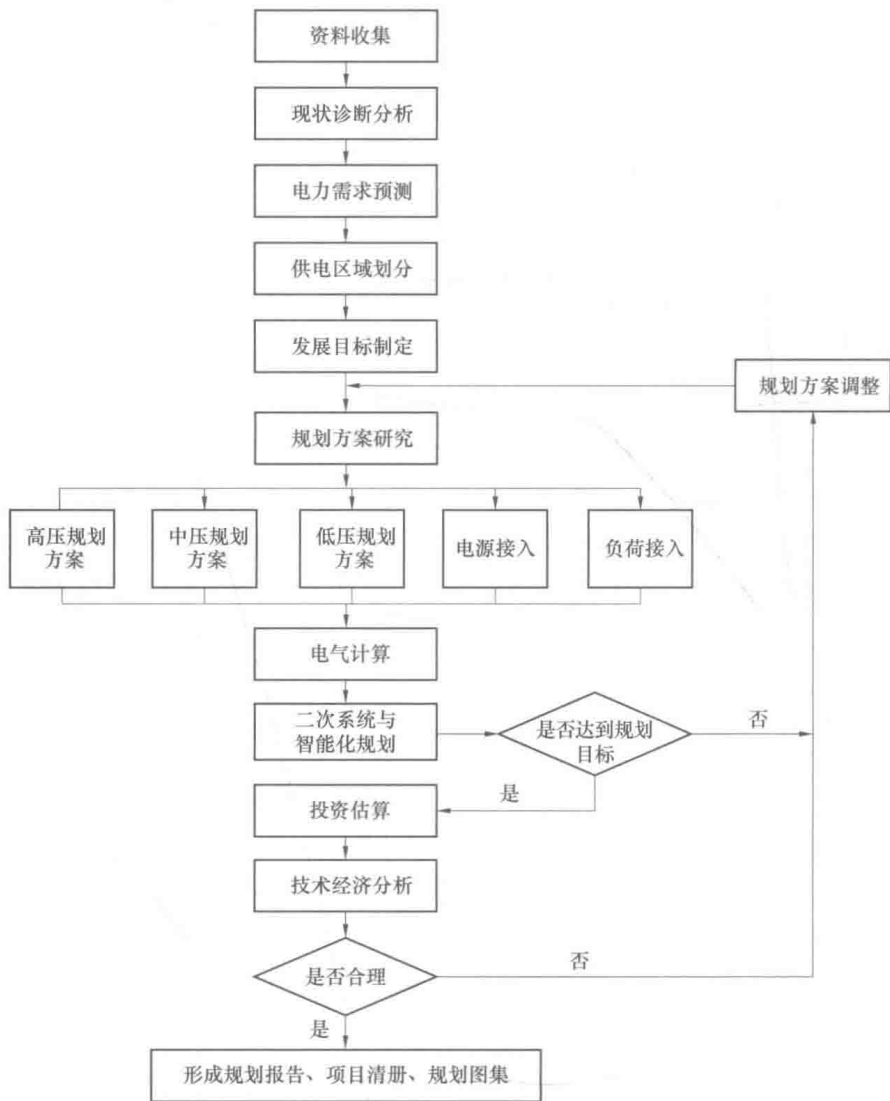 资料收集
现状诊断分析
电力需求预测
供电区域划分
发展目标制定
规划方案调整
规划方案研究
高压规划
方案
中压规划
方案
低压规划
方案
电源接入
负荷接入
电气计算
二次系统与
智能化规划
是否达到规划
目标
否
是
投资估算
技术经济分析
是否合理
否
是
形成规划报告、项目清册、规划图集